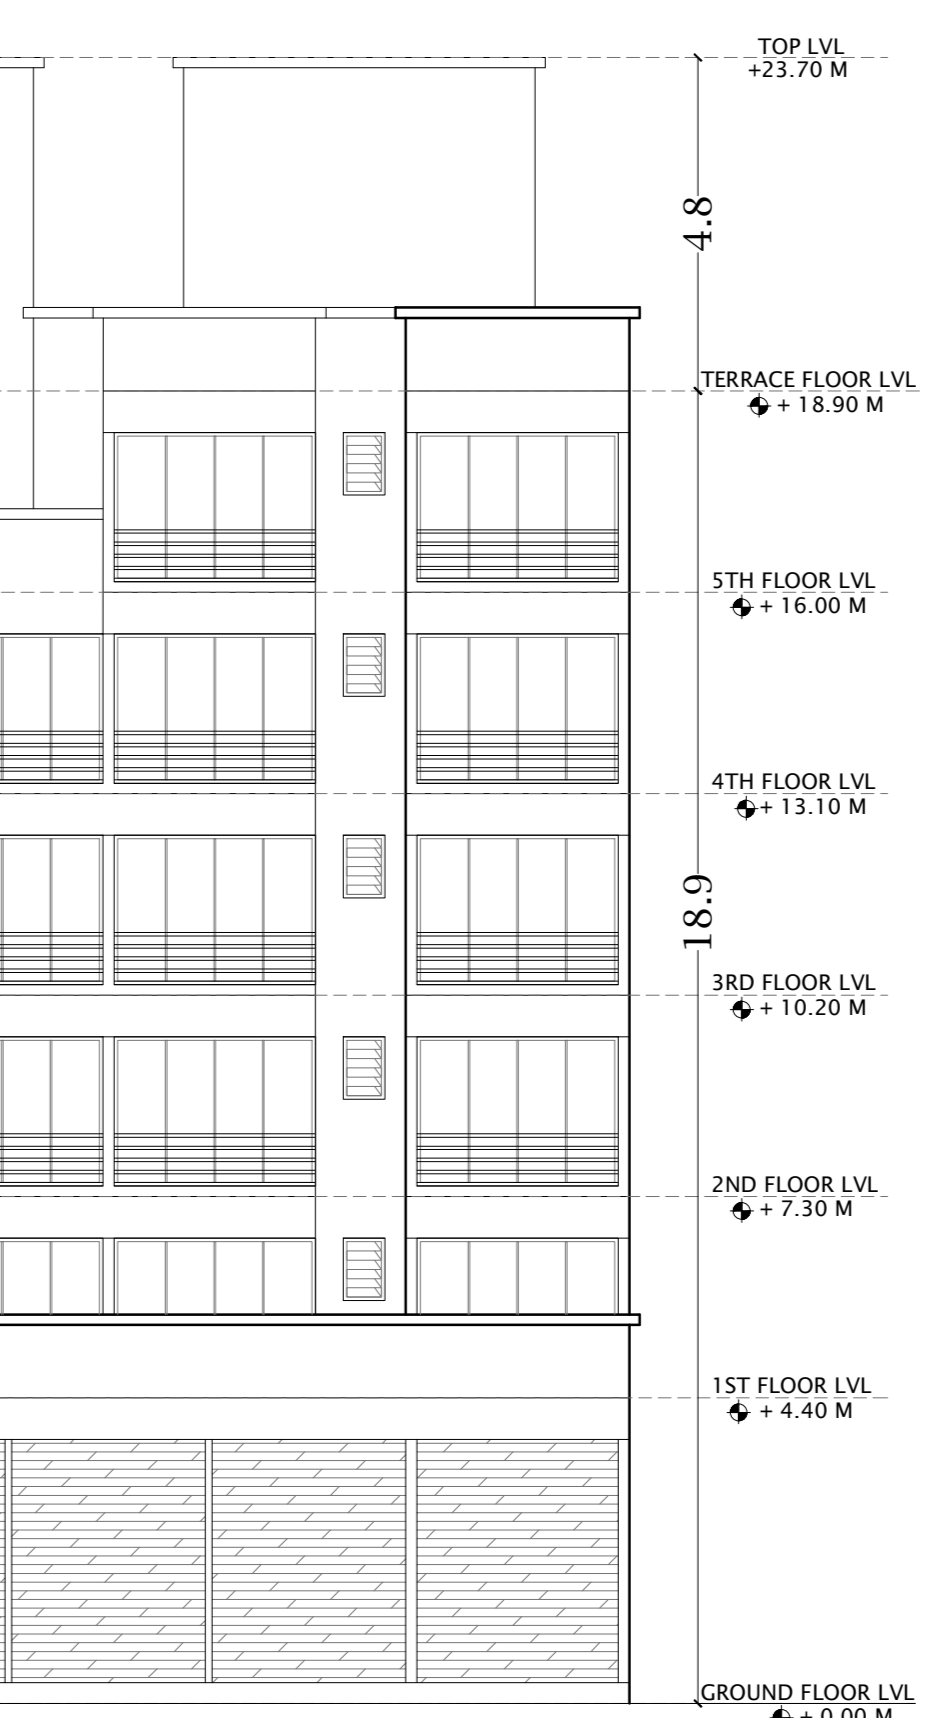 TOP LVL
+23.70 M
4.8
TERRACE FLOOR LVL
+ 18.90 M
5TH FLOOR LVL
+ 16.00 M
4TH FLOOR LVL
+ 13.10 M
18.9
3RD FLOOR LVL
+ 10.20 M
2ND FLOOR LVL
+ 7.30 M
1ST FLOOR LVL
+ 4.40 M
GROUND FLOOR LVL
+ 0.00 M